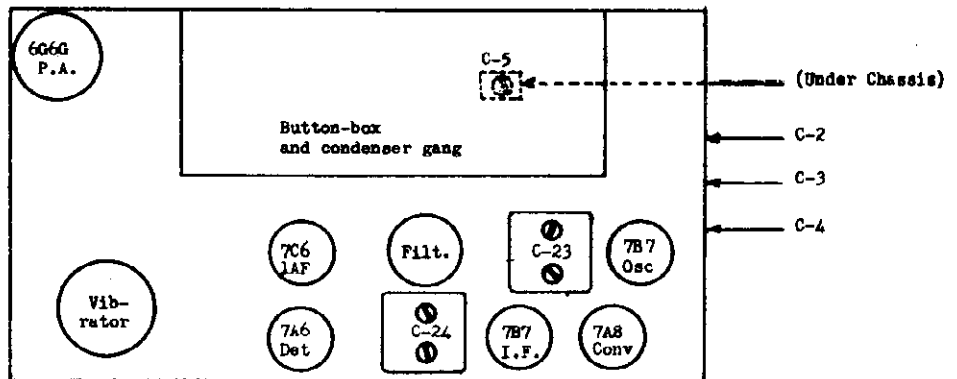 6G6G
P.A.
C-5
(Under Chassis)
Button-box
and condenser gang
C-2
C-3
C-4
7C6
1AF
Filt.
C-23
7B7
Osc
Vib-
rator
7A6
Det
C-24
7B7
I.F.
7A8
Conv